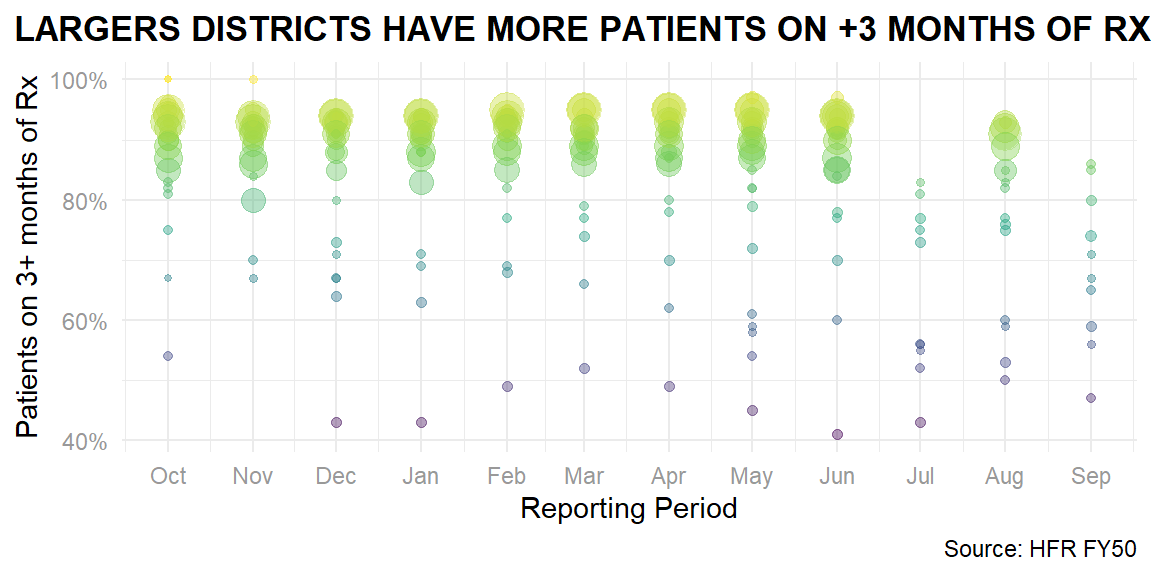 LARGERS DISTRICTS HAVE MORE PATIENTS ON +3 MONTHS OF RX
Patients on 3+ months of Rx
100%
80%
60%
40%
Oct Nov Dec Jan Feb Mar Apr May Jun Jul Aug Sep
Reporting Period
Source: HFR FY50